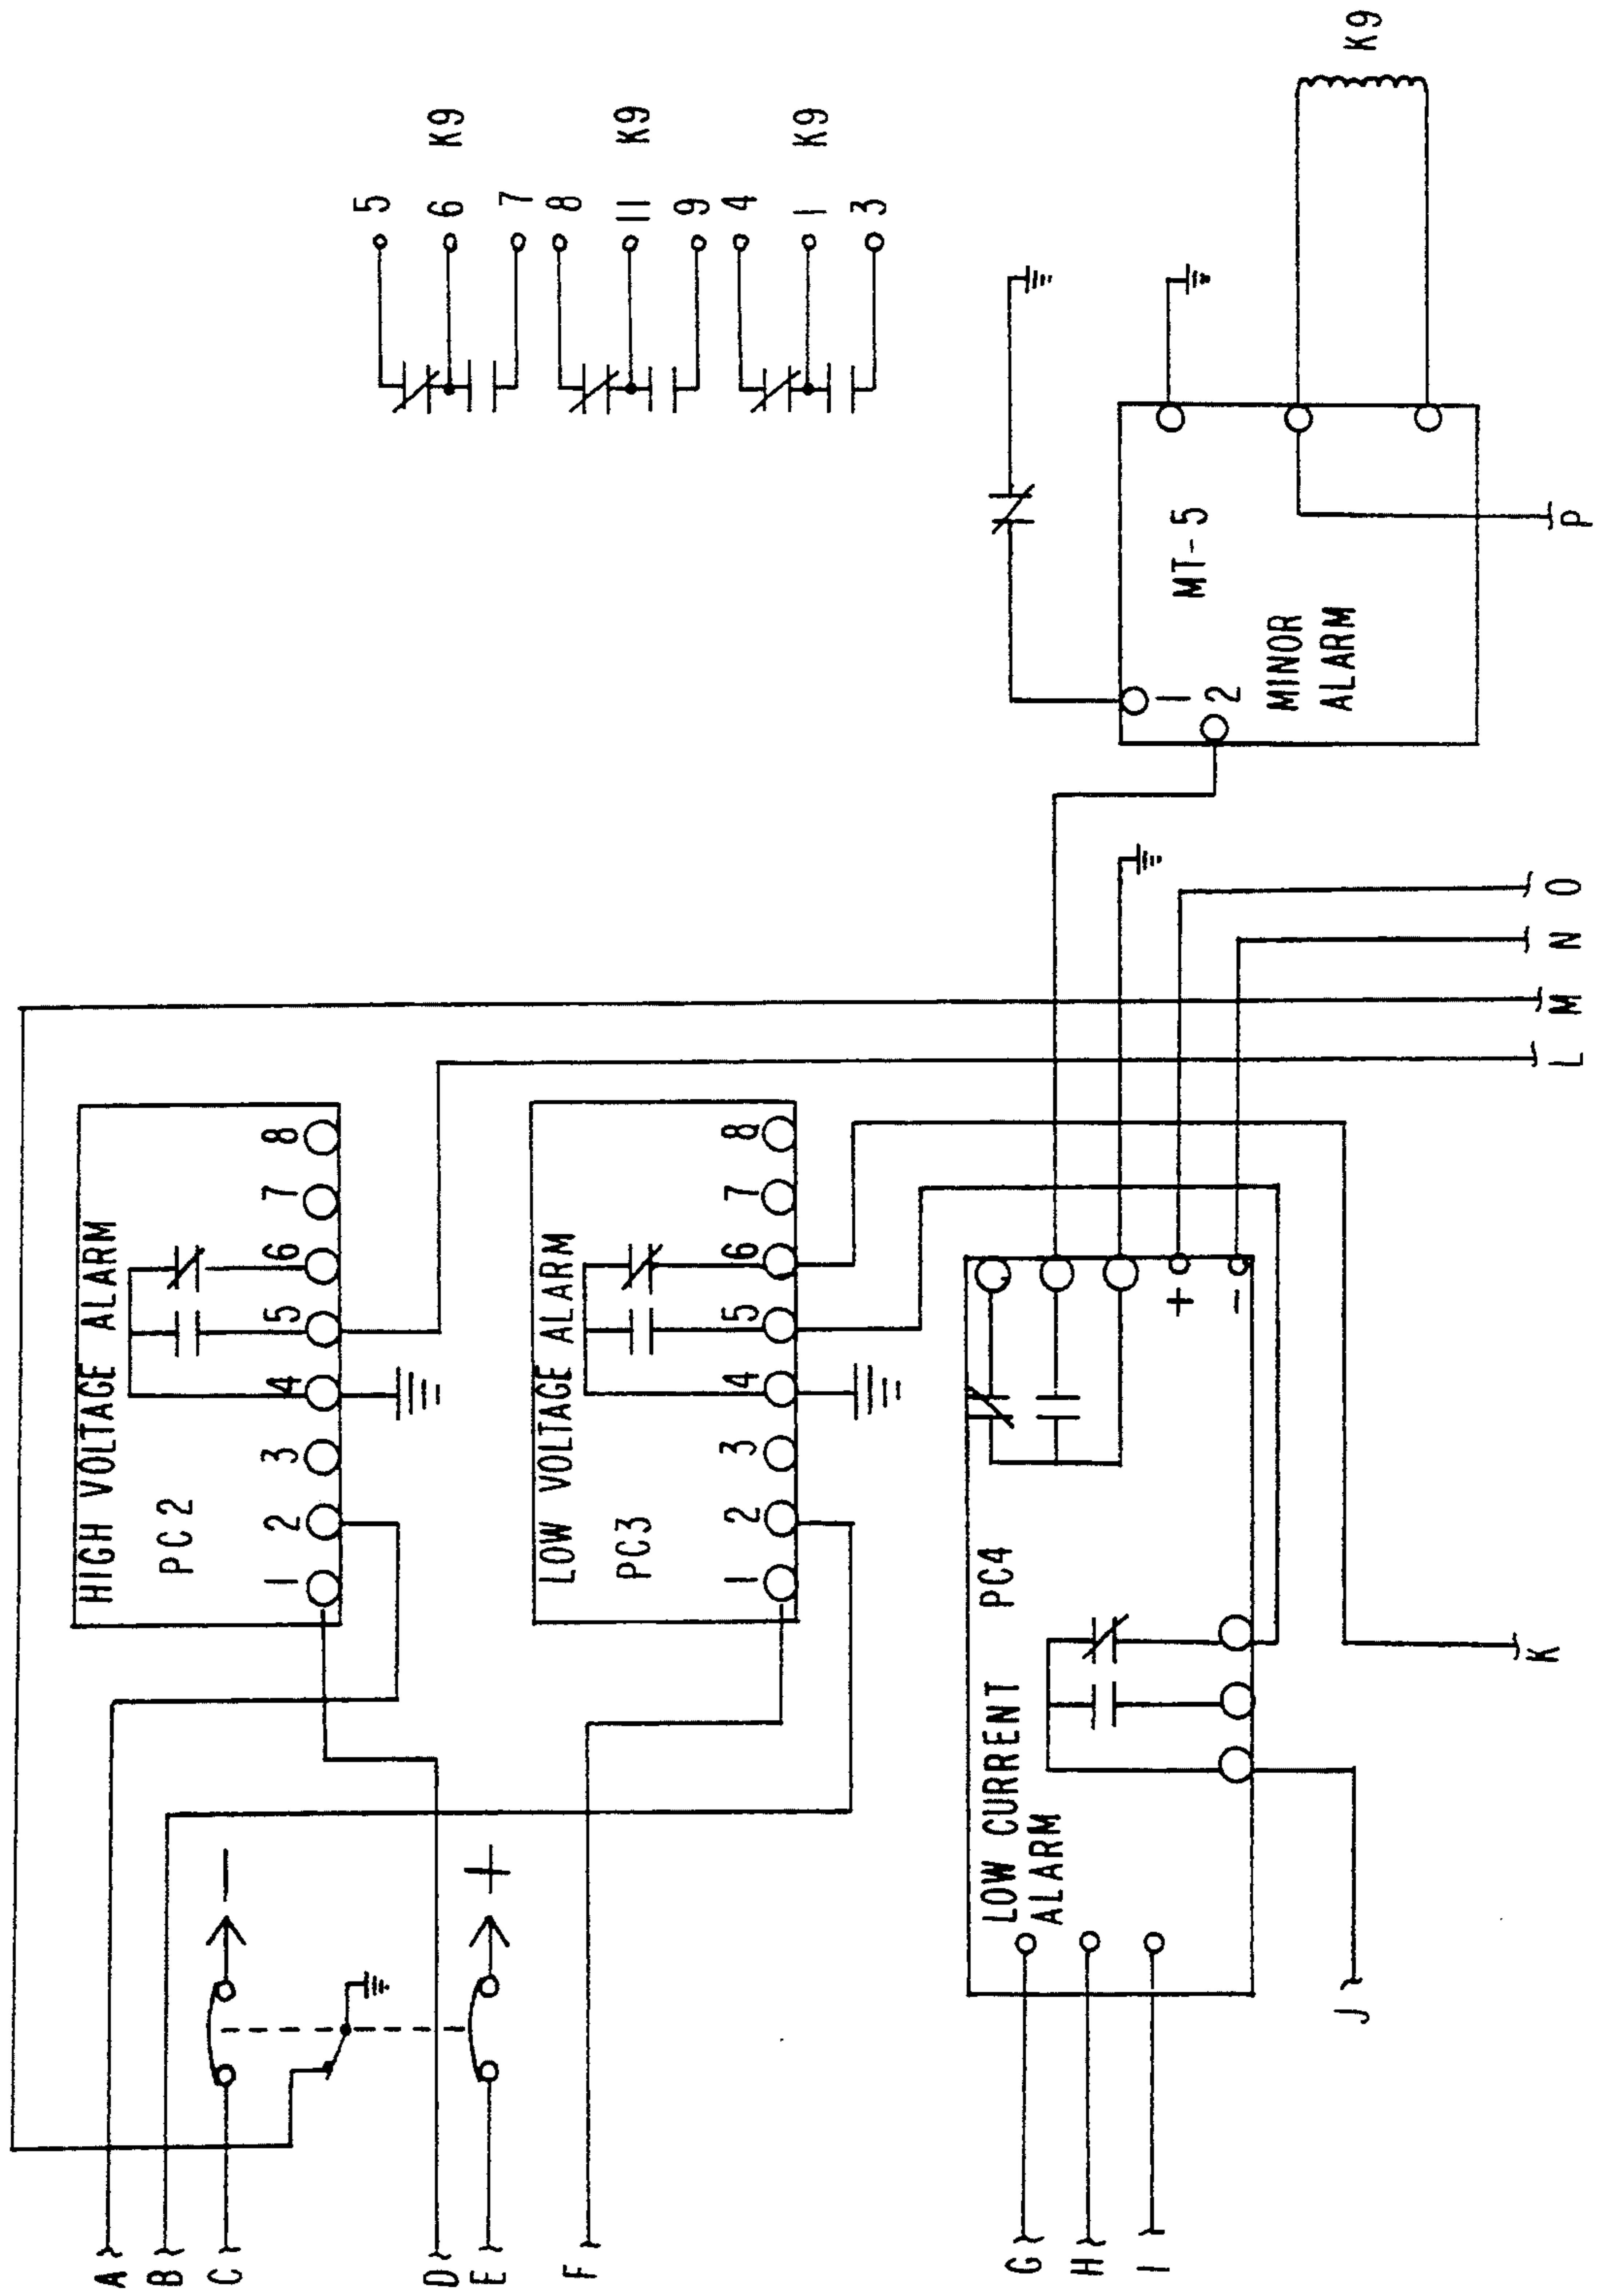 A
B
C
D
E
F
G
H
I
J
K
L
M
N
O
P
HIGH VOLTAGE ALARM
PC2
1 2 3 4 5 6 7 8
LOW VOLTAGE ALARM
PC3
1 2 3 4 5 6 7 8
LOW CURRENT PC4
ALARM
+
-
-
+
5
6 K9
7
8
11 K9
9
4
1 K9
3
1
2
MT-5
MINOR
ALARM
K9